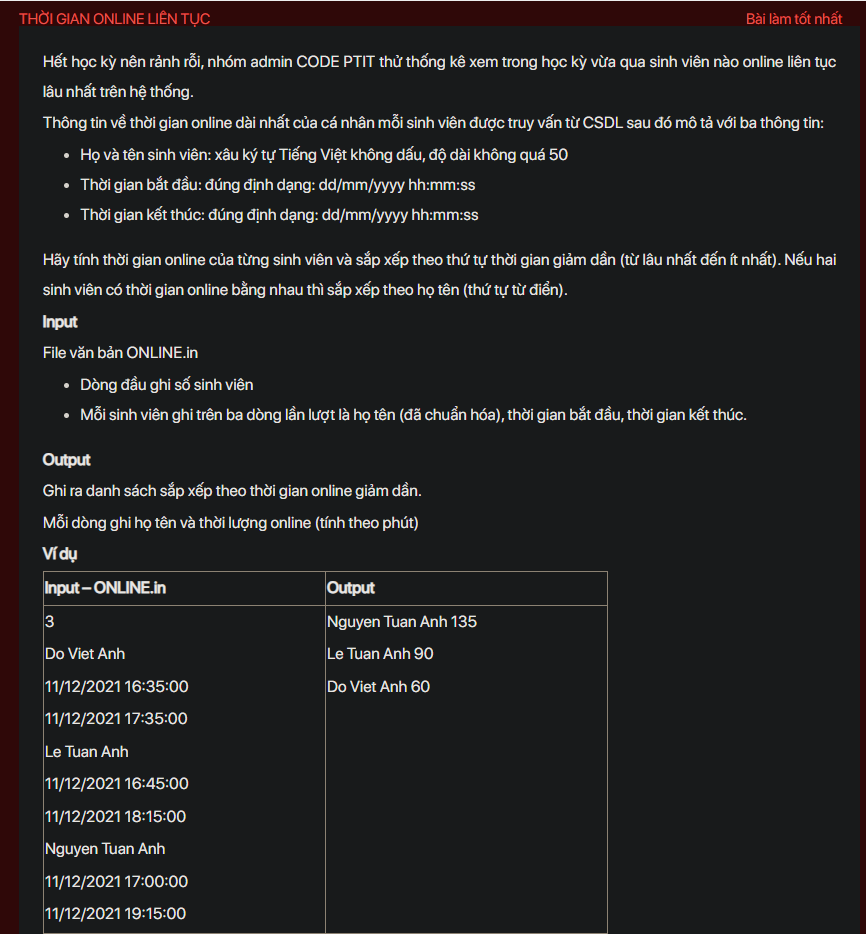 THỜI GIAN ONLINE LIÊN TỤC
Bài làm tốt nhất
Hết học kỳ nên rảnh rỗi, nhóm admin CODE PTIT thử thống kê xem trong học kỳ vừa qua sinh viên nào online liên tục
lâu nhất trên hệ thống.
Thông tin về thời gian online dài nhất của cá nhân mỗi sinh viên được truy vấn từ CSDL sau đó mô tả với ba thông tin:
• Họ và tên sinh viên: xâu ký tự Tiếng Việt không dấu, độ dài không quá 50
• Thời gian bắt đầu: đúng định dạng: dd/mm/yyyy hh:mm:ss
• Thời gian kết thúc: đúng định dạng: dd/mm/yyyy hh:mm:ss
Hãy tính thời gian online của từng sinh viên và sắp xếp theo thứ tự thời gian giảm dần (từ lâu nhất đến ít nhất). Nếu hai
sinh viên có thời gian online bằng nhau thì sắp xếp theo họ tên (thứ tự từ điển).
Input
File văn bản ONLINE.in
• Dòng đầu ghi số sinh viên
• Mỗi sinh viên ghi trên ba dòng lần lượt là họ tên (đã chuẩn hóa), thời gian bắt đầu, thời gian kết thúc.
Output
Ghi ra danh sách sắp xếp theo thời gian online giảm dần.
Mỗi dòng ghi họ tên và thời lượng online (tính theo phút)
Ví dụ
Input – ONLINE.in
Output
3
Do Viet Anh
11/12/2021 16:35:00
11/12/2021 17:35:00
Le Tuan Anh
11/12/2021 16:45:00
11/12/2021 18:15:00
Nguyen Tuan Anh
11/12/2021 17:00:00
11/12/2021 19:15:00
Nguyen Tuan Anh 135
Le Tuan Anh 90
Do Viet Anh 60